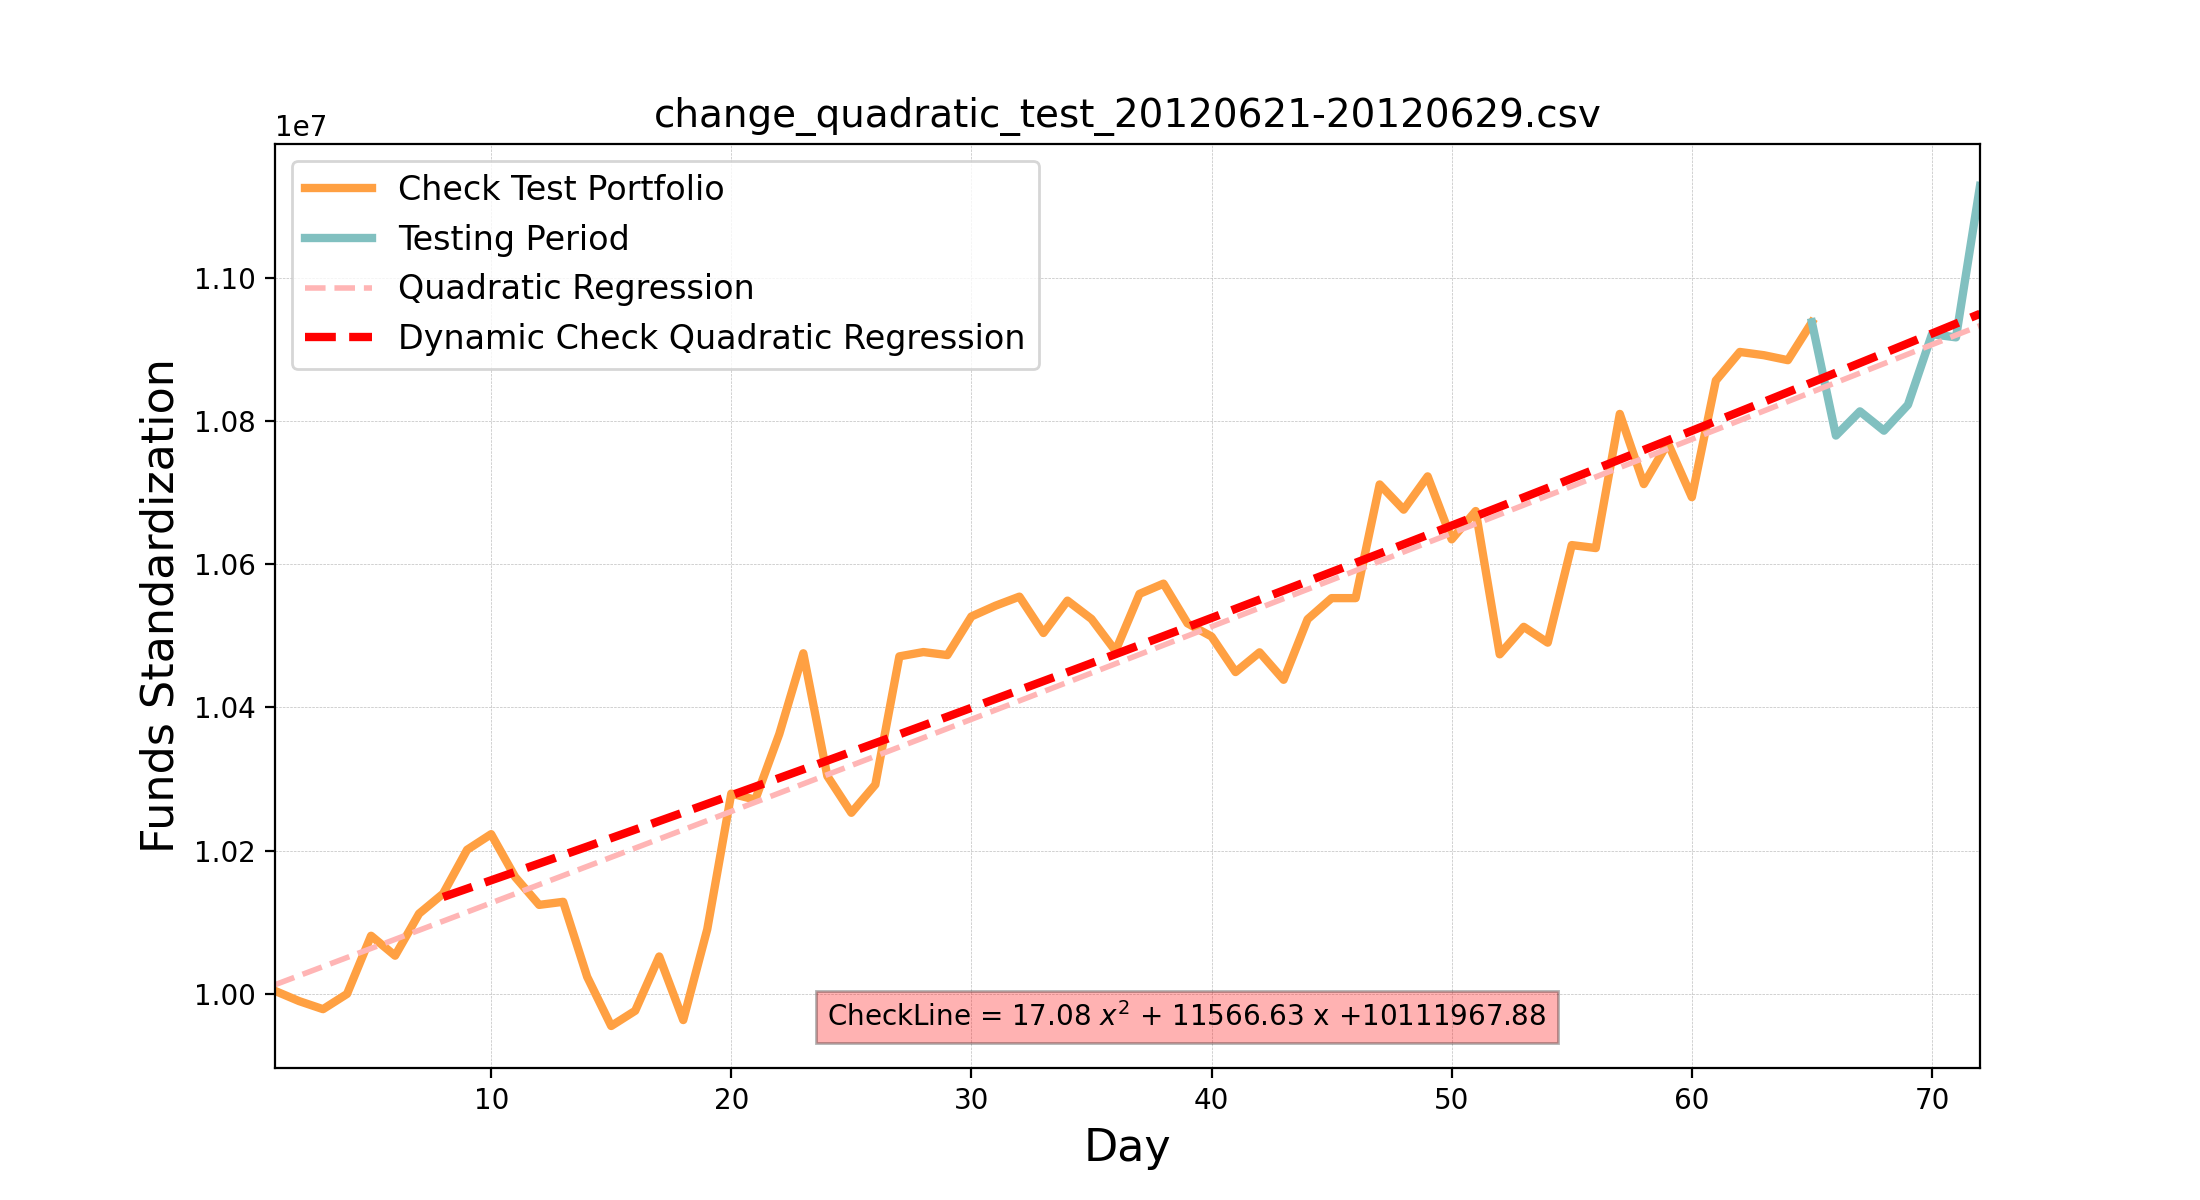 change_quadratic_test_20120621-20120629.csv
1e7
Check Test Portfolio
Testing Period
Quadratic Regression
Dynamic Check Quadratic Regression
1.10
1.08
1.06
1.04
1.02
1.00
Funds Standardization
CheckLine = 17.08 x² + 11566.63 x +10111967.88
10 20 30 40 50 60 70
Day